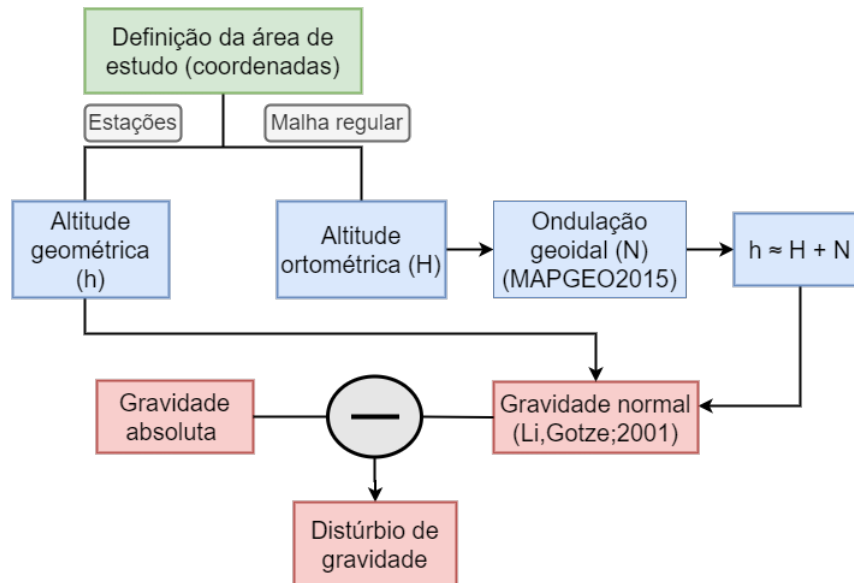 Definição da área de
estudo (coordenadas)
Estações
Malha regular
Altitude
geométrica
(h)
Altitude
ortométrica (H)
Ondulação
geoidal (N)
(MAPGEO2015)
h ≈ H + N
Gravidade
absoluta
Gravidade normal
(Li,Gotze;2001)
Distúrbio de
gravidade